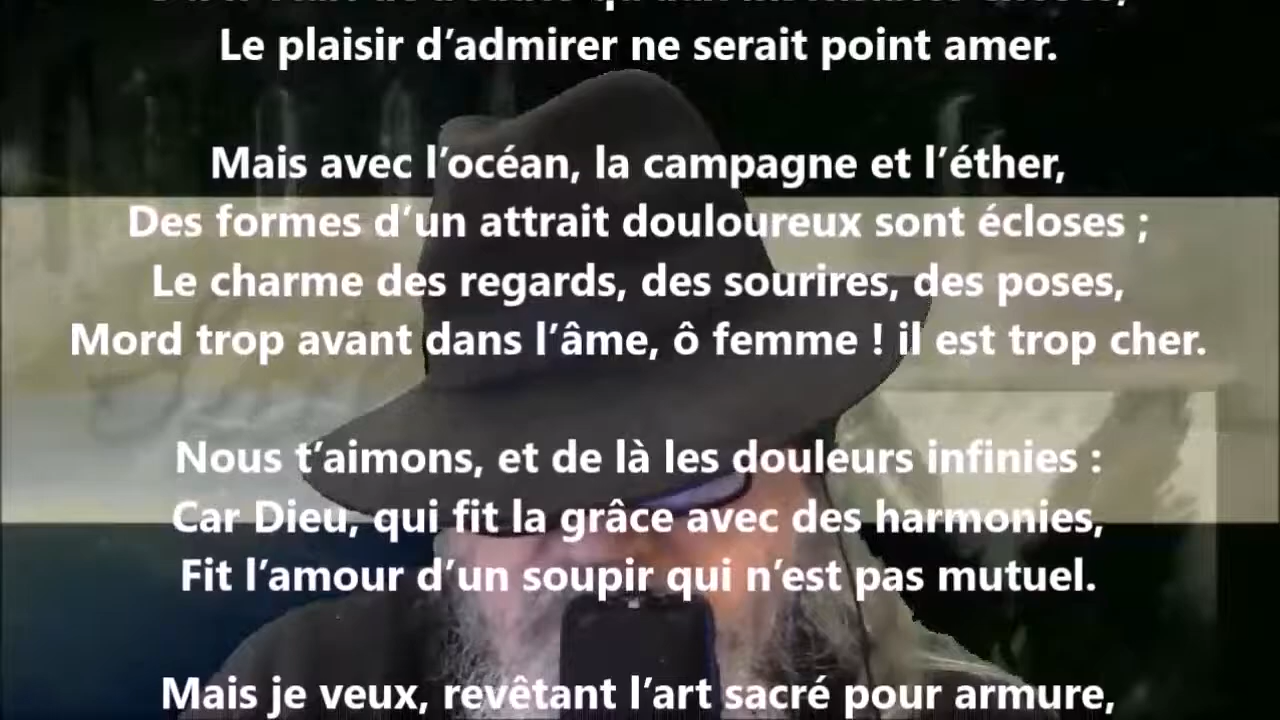 Le plaisir d’admirer ne serait point amer.
Mais avec l’océan, la campagne et l’éther,
Des formes d’un attrait douloureux sont écloses ;
Le charme des regards, des sourires, des poses,
Mord trop avant dans l’âme, ô femme ! il est trop cher.
Nous t’aimons, et de là les douleurs infinies :
Car Dieu, qui fit la grâce avec des harmonies,
Fit l’amour d’un soupir qui n’est pas mutuel.
Mais je veux, revêtant l’art sacré pour armure,